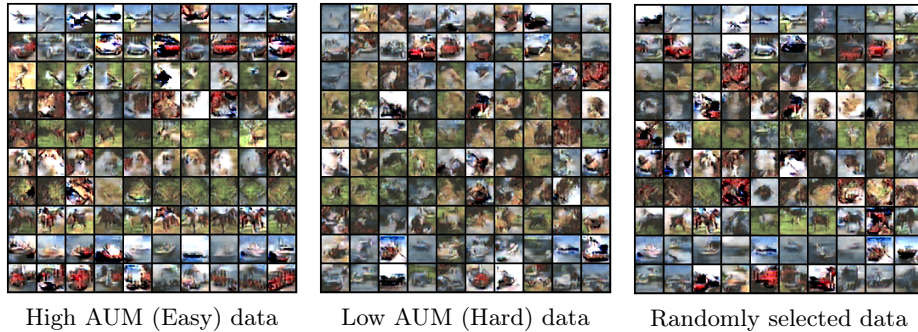 High AUM (Easy) data
Low AUM (Hard) data
Randomly selected data